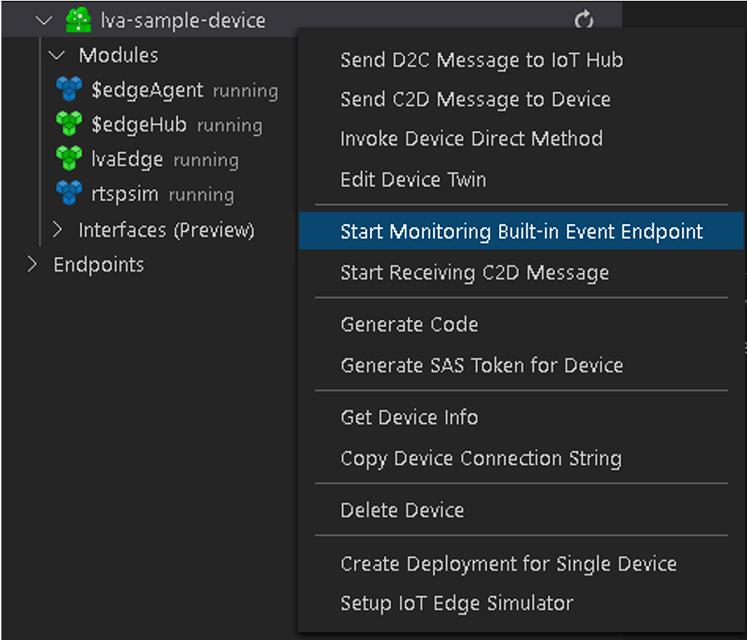 lva-sample-device
Modules
$edgeAgent running
$edgeHub running
lvaEdge running
rtspsim running
Interfaces (Preview)
Endpoints
Send D2C Message to IoT Hub
Send C2D Message to Device
Invoke Device Direct Method
Edit Device Twin
Start Monitoring Built-in Event Endpoint
Start Receiving C2D Message
Generate Code
Generate SAS Token for Device
Get Device Info
Copy Device Connection String
Delete Device
Create Deployment for Single Device
Setup IoT Edge Simulator